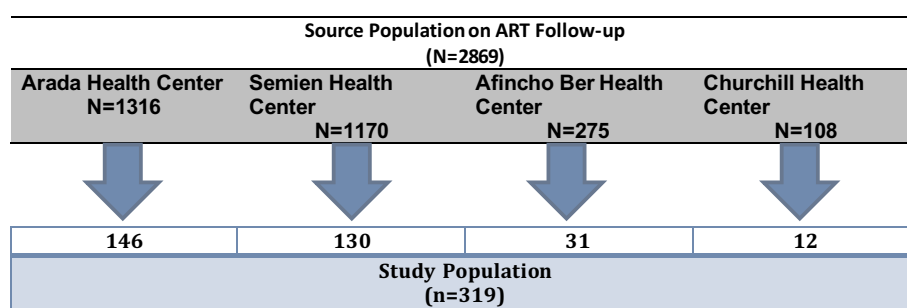 Source Population on ART Follow-up
(N=2869)
Arada Health Center
N=1316
Semien Health
Center
N=1170
Afincho Ber Health
Center
N=275
Churchill Health
Center
N=108
146 130 31 12
Study Population
(n=319)